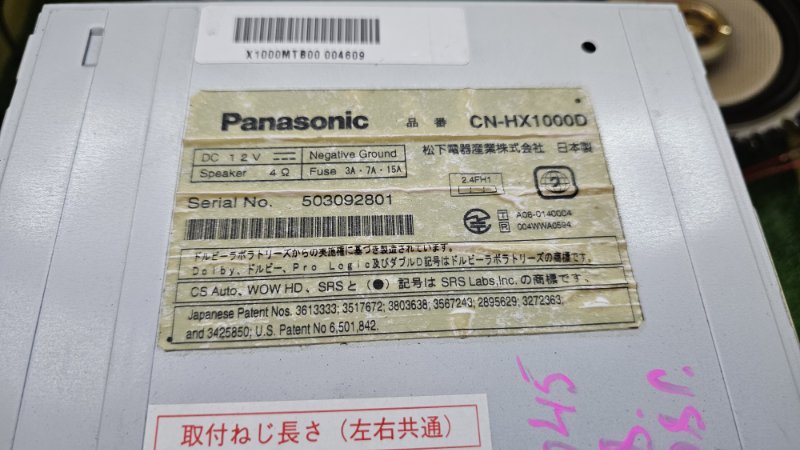 X1000MTB00 004609
Panasonic 品番 CN-HX1000D
DC 12V Negative Ground 松下電器産業株式会社 日本製
Speaker 4Ω Fuse 3A・7A・15A
2.4FH1
Serial No. 503092801
T A06-0140004
R 004WWA0594
ドルビーラボラトリーズからの実施権に基づき製造されています。
Dolby、ドルビー、Pro Logic及びダブルD記号はドルビーラボラトリーズの商標です。
CS Auto、WOW HD、SRSと(●)記号は SRS Labs,Inc.の商標です。
Japanese Patent Nos. 3613333; 3517672; 3803638; 3567243; 2895629; 3272363;
and 3425850; U.S. Patent No 6,501,842.
取付ねじ長さ（左右共通）